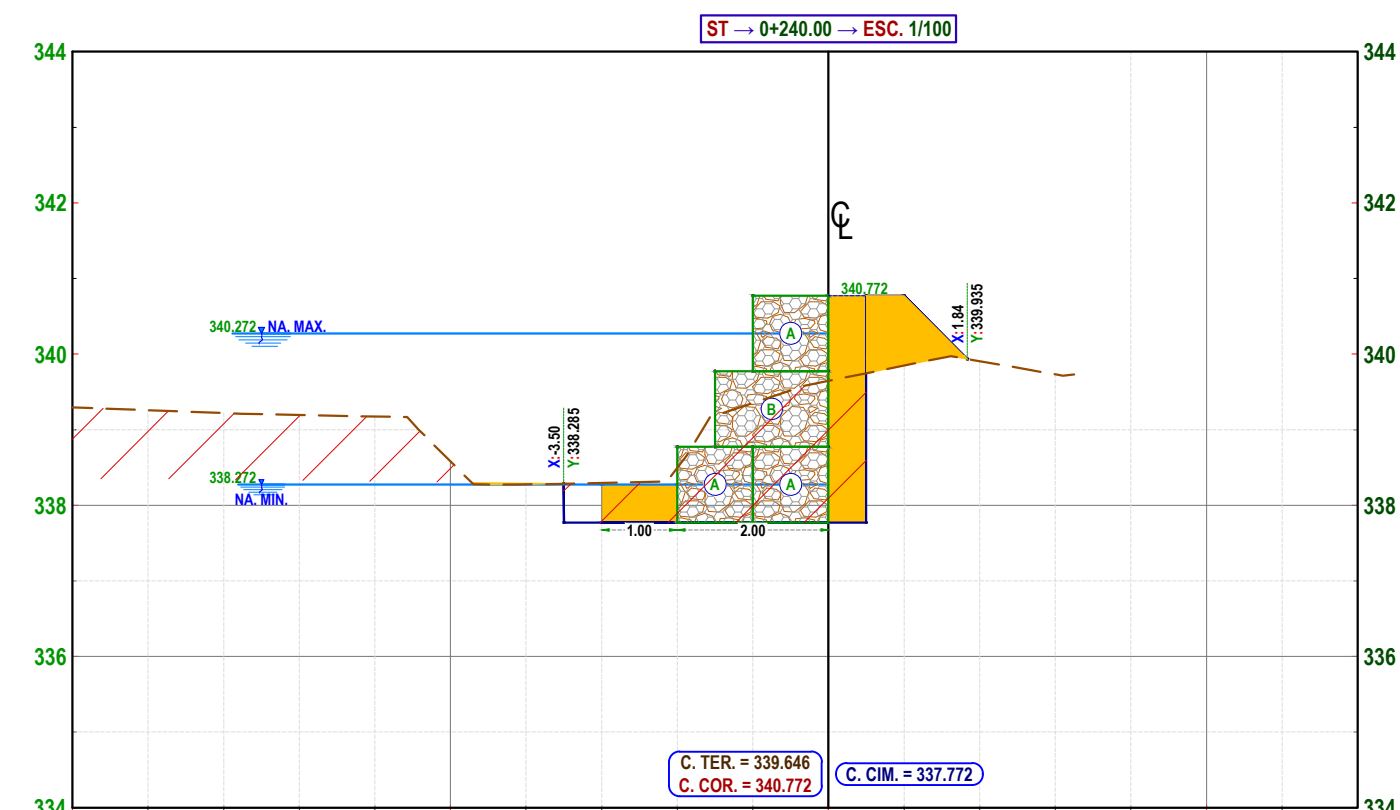 ST → 0+240.00 → ESC. 1/100
344 344
342 342
CL
340.772
X:1.84
Y:339.935
340.272 NA. MAX.
A
340 340
B
X:-3.50
Y:338.285
338.272
NA. MIN.
A A
338 338
1.00 2.00
336 336
C. TER. = 339.646
C. COR. = 340.772
C. CIM. = 337.772
334 334